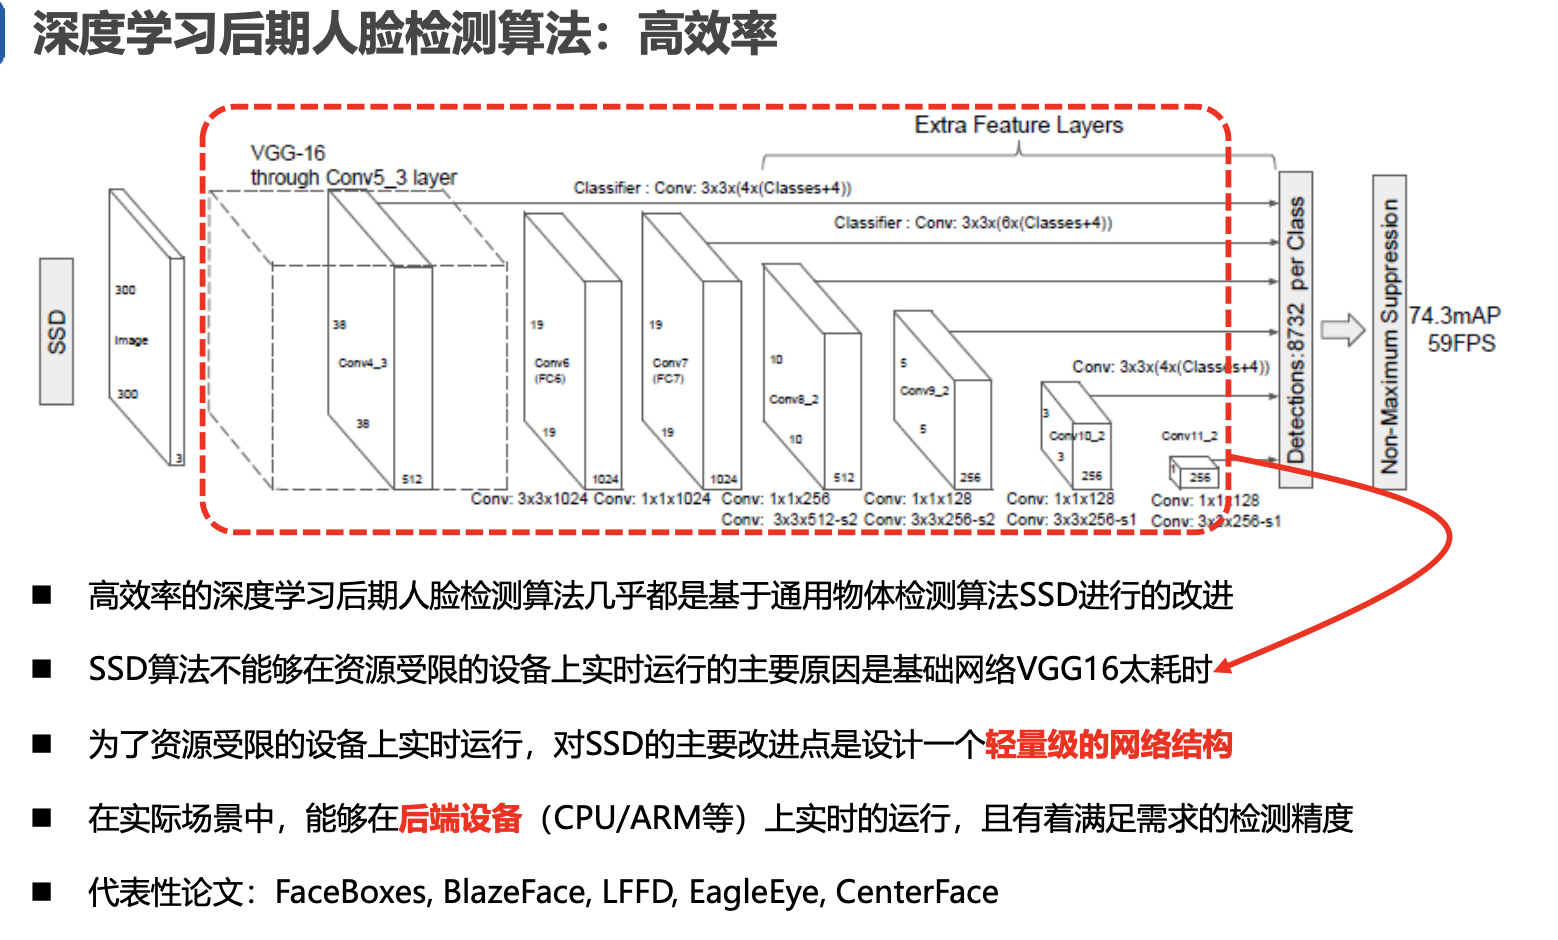 深度学习后期人脸检测算法：高效率
Extra Feature Layers
VGG-16
through Conv5_3 layer
Classifier : Conv: 3x3x(4x(Classes+4))
Classifier : Conv: 3x3x(6x(Classes+4))
SSD
300
Image
300
3
38
Conv4_3
38
512
19
Conv6
(FC6)
19
1024
19
Conv7
(FC7)
19
1024
10
Conv8_2
10
512
5
Conv9_2
5
256
Conv: 3x3x(4x(Classes+4))
3
Conv10_2
3
256
Conv11_2
1
256
Detections:8732 per Class
Non-Maximum Suppression
74.3mAP
59FPS
Conv: 3x3x1024
Conv: 1x1x1024
Conv: 1x1x256
Conv: 3x3x512-s2
Conv: 1x1x128
Conv: 3x3x256-s2
Conv: 1x1x128
Conv: 3x3x256-s1
Conv: 1x1x128
Conv: 3x3x256-s1
高效率的深度学习后期人脸检测算法几乎都是基于通用物体检测算法SSD进行的改进
SSD算法不能够在资源受限的设备上实时运行的主要原因是基础网络VGG16太耗时
为了资源受限的设备上实时运行，对SSD的主要改进点是设计一个轻量级的网络结构
在实际场景中，能够在后端设备（CPU/ARM等）上实时的运行，且有着满足需求的检测精度
代表性论文：FaceBoxes, BlazeFace, LFFD, EagleEye, CenterFace